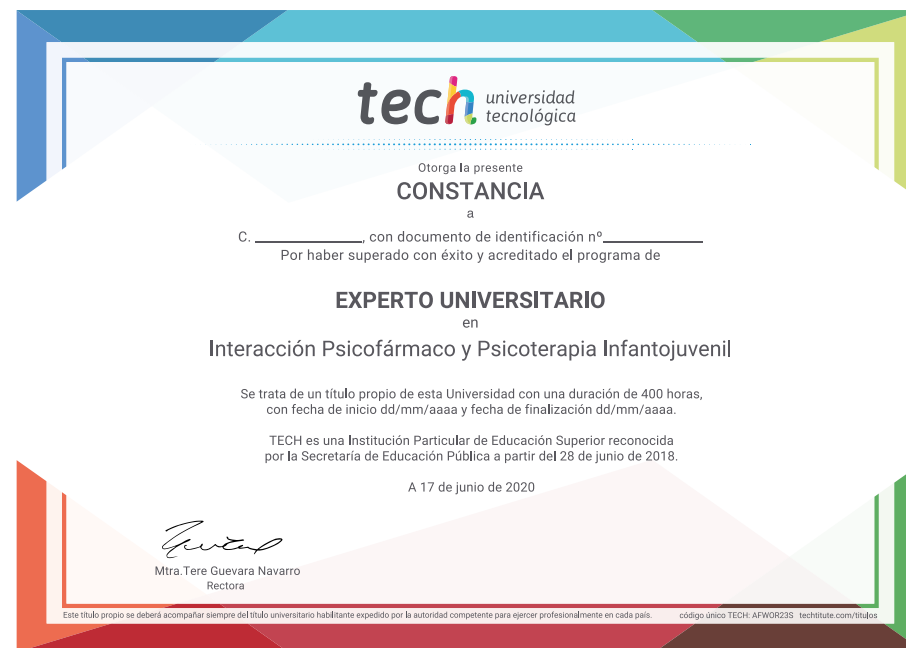 tech universidad
tecnológica
Otorga la presente
CONSTANCIA
a
C. ____________, con documento de identificación nº____________
Por haber superado con éxito y acreditado el programa de
EXPERTO UNIVERSITARIO
en
Interacción Psicofármaco y Psicoterapia Infantojuvenil
Se trata de un título propio de esta Universidad con una duración de 400 horas,
con fecha de inicio dd/mm/aaaa y fecha de finalización dd/mm/aaaa.
TECH es una Institución Particular de Educación Superior reconocida
por la Secretaría de Educación Pública a partir del 28 de junio de 2018.
A 17 de junio de 2020
Mtra.Tere Guevara Navarro
Rectora
Este título propio se deberá acompañar siempre del título universitario habilitante expedido por la autoridad competente para ejercer profesionalmente en cada país. código único TECH: AFWOR23S techtitute.com/titulos